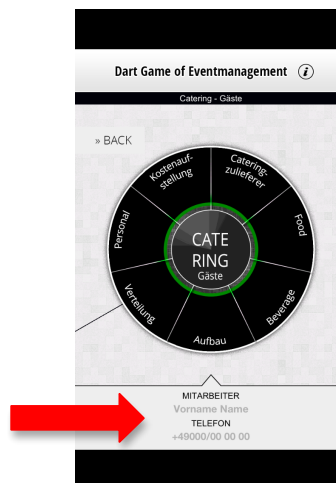 Dart Game of Eventmanagement i
Catering - Gäste
» BACK
Kostenauf-
stellung
Catering-
zulieferer
Food
Beverage
Aufbau
Verteilung
Personal
CATE
RING
Gäste
MITARBEITER
Vorname Name
TELEFON
+49000/00 00 00